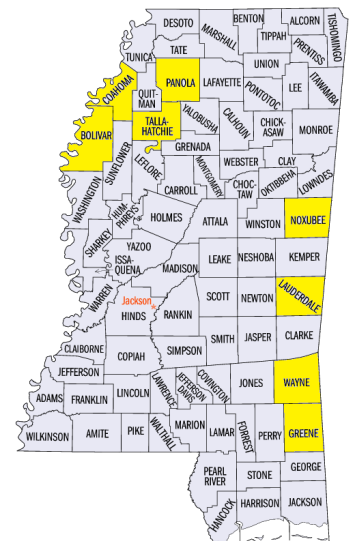 DESOTO
MARSHALL
BENTON
TIPPAH
ALCORN
TISHOMINGO
PRENTISS
TUNICA
TATE
UNION
COAHOMA
QUIT-
MAN
PANOLA
LAFAYETTE
PONTOTOC
LEE
ITAWAMBA
BOLIVAR
TALLA-
HATCHIE
YALOBUSHA
CALHOUN
CHICK-
ASAW
MONROE
SUNFLOWER
LEFLORE
GRENADA
WEBSTER
CLAY
WASHINGTON
CARROLL
MONTGOMERY
CHOC-
TAW
OKTIBBEHA
LOWNDES
HUM-
PHREYS
HOLMES
ATTALA
WINSTON
NOXUBEE
SHARKEY
YAZOO
ISSA-
QUENA
MADISON
LEAKE
NESHOBA
KEMPER
WARREN
Jackson
HINDS
RANKIN
SCOTT
NEWTON
LAUDERDALE
CLAIBORNE
COPIAH
SIMPSON
SMITH
JASPER
CLARKE
JEFFERSON
ADAMS
FRANKLIN
LINCOLN
LAWRENCE
JEFFERSON
DAVIS
COVINGTON
JONES
WAYNE
WILKINSON
AMITE
PIKE
WALTHALL
MARION
LAMAR
FORREST
PERRY
GREENE
PEARL
RIVER
STONE
GEORGE
HANCOCK
HARRISON
JACKSON